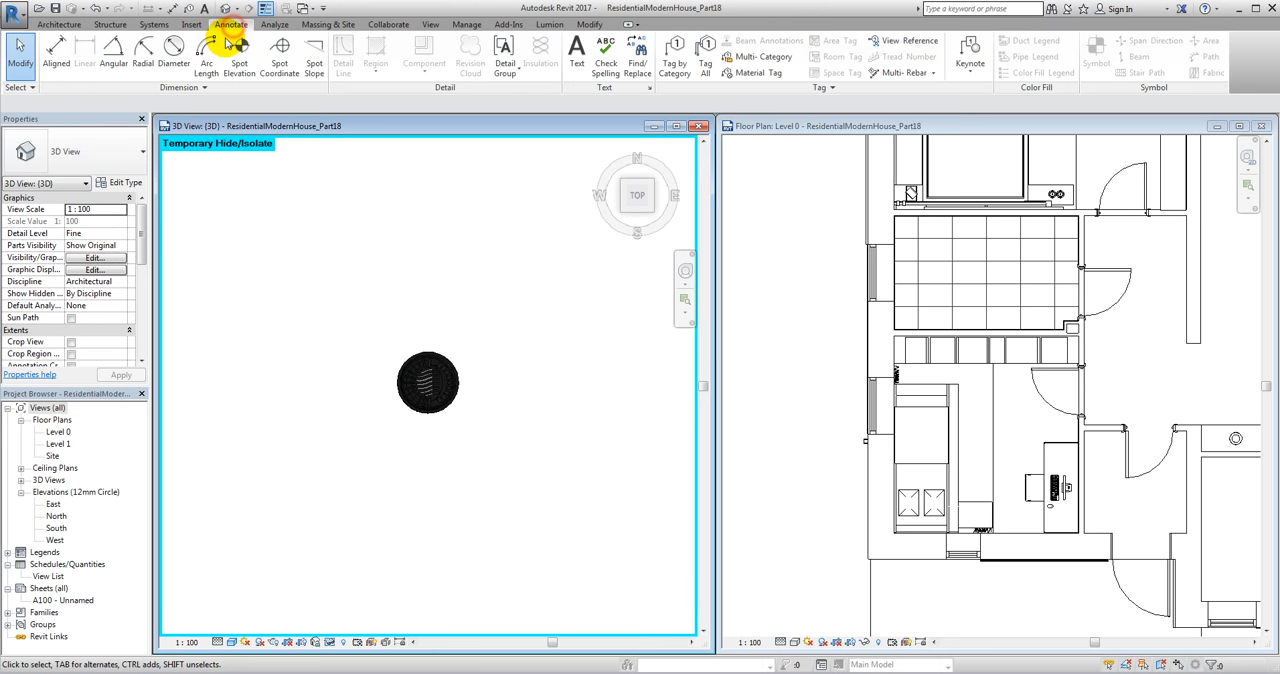 Autodesk Revit 2017 - ResidentialModernHouse_Part18
Type a keyword or phrase
Sign In
Architecture Structure Systems Insert Annotate Analyze Massing & Site Collaborate View Manage Add-Ins Lumion Modify
Modify Aligned Linear Angular Radial Diameter Arc Length Spot Elevation Spot Coordinate Spot Slope
Detail Line Region Component Revision Cloud Detail Group Insulation
Text Check Spelling Find/ Replace
Tag by Category Tag All Multi- Category Material Tag
Beam Annotations Area Tag View Reference
Room Tag Tread Number
Space Tag Multi- Rebar
Keynote
Duct Legend
Pipe Legend
Color Fill Legend
Symbol Span Direction Area
Beam Path
Stair Path Fabric
Select Dimension Detail Text Tag Color Fill Symbol
Properties
3D View
3D View: {3D} Edit Type
Graphics
View Scale 1 : 100
Scale Value 1: 100
Detail Level Fine
Parts Visibility Show Original
Visibility/Grap... Edit...
Graphic Displ... Edit...
Discipline Architectural
Show Hidden ... By Discipline
Default Analy... None
Sun Path
Extents
Crop View
Crop Region ...
Properties help Apply
Project Browser - ResidentialModer...
Views (all)
Floor Plans
Level 0
Level 1
Site
Ceiling Plans
3D Views
Elevations (12mm Circle)
East
North
South
West
Legends
Schedules/Quantities
View List
Sheets (all)
A100 - Unnamed
Families
Groups
Revit Links
3D View: {3D} - ResidentialModernHouse_Part18
Temporary Hide/Isolate
N
W TOP E
S
1 : 100
Floor Plan: Level 0 - ResidentialModernHouse_Part18
1 : 100
Click to select, TAB for alternates, CTRL adds, SHIFT unselects.
:0
Main Model
:0